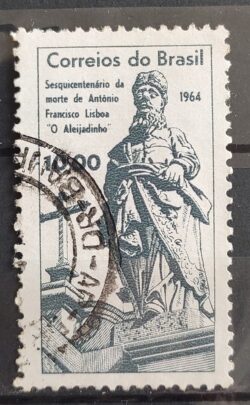 Correios do Brasil
Sesquicentenário da
morte de Antônio
Francisco Lisboa
"O Aleijadinho"
1964
10,00